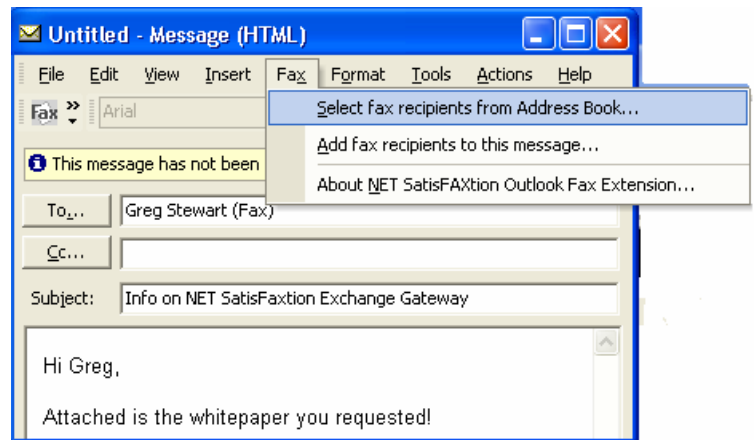 Untitled - Message (HTML)
File Edit View Insert Fax Format Tools Actions Help
Fax Arial
Select fax recipients from Address Book...
Add fax recipients to this message...
About NET SatisFAXtion Outlook Fax Extension...
This message has not been
To... Greg Stewart (Fax)
Cc...
Subject: Info on NET SatisFaxtion Exchange Gateway
Hi Greg,
Attached is the whitepaper you requested!